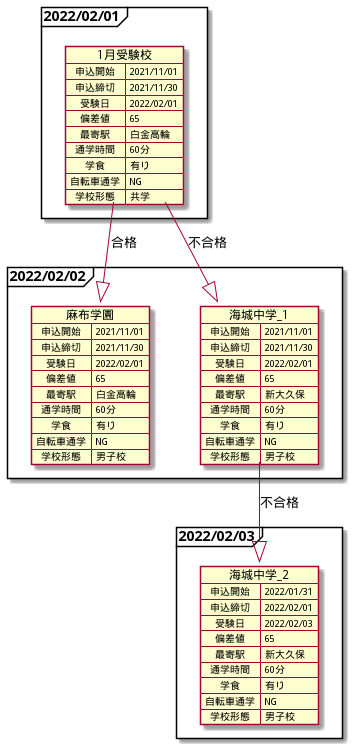 2022/02/01
1月受験校
申込開始 2021/11/01
申込締切 2021/11/30
受験日 2022/02/01
偏差値 65
最寄駅 白金高輪
通学時間 60分
学食 有り
自転車通学 NG
学校形態 共学
合格
不合格
2022/02/02
麻布学園
申込開始 2021/11/01
申込締切 2021/11/30
受験日 2022/02/01
偏差値 65
最寄駅 白金高輪
通学時間 60分
学食 有り
自転車通学 NG
学校形態 男子校
海城中学_1
申込開始 2021/11/01
申込締切 2021/11/30
受験日 2022/02/01
偏差値 65
最寄駅 新大久保
通学時間 60分
学食 有り
自転車通学 NG
学校形態 男子校
不合格
2022/02/03
海城中学_2
申込開始 2022/01/31
申込締切 2022/02/01
受験日 2022/02/03
偏差値 65
最寄駅 新大久保
通学時間 60分
学食 有り
自転車通学 NG
学校形態 男子校